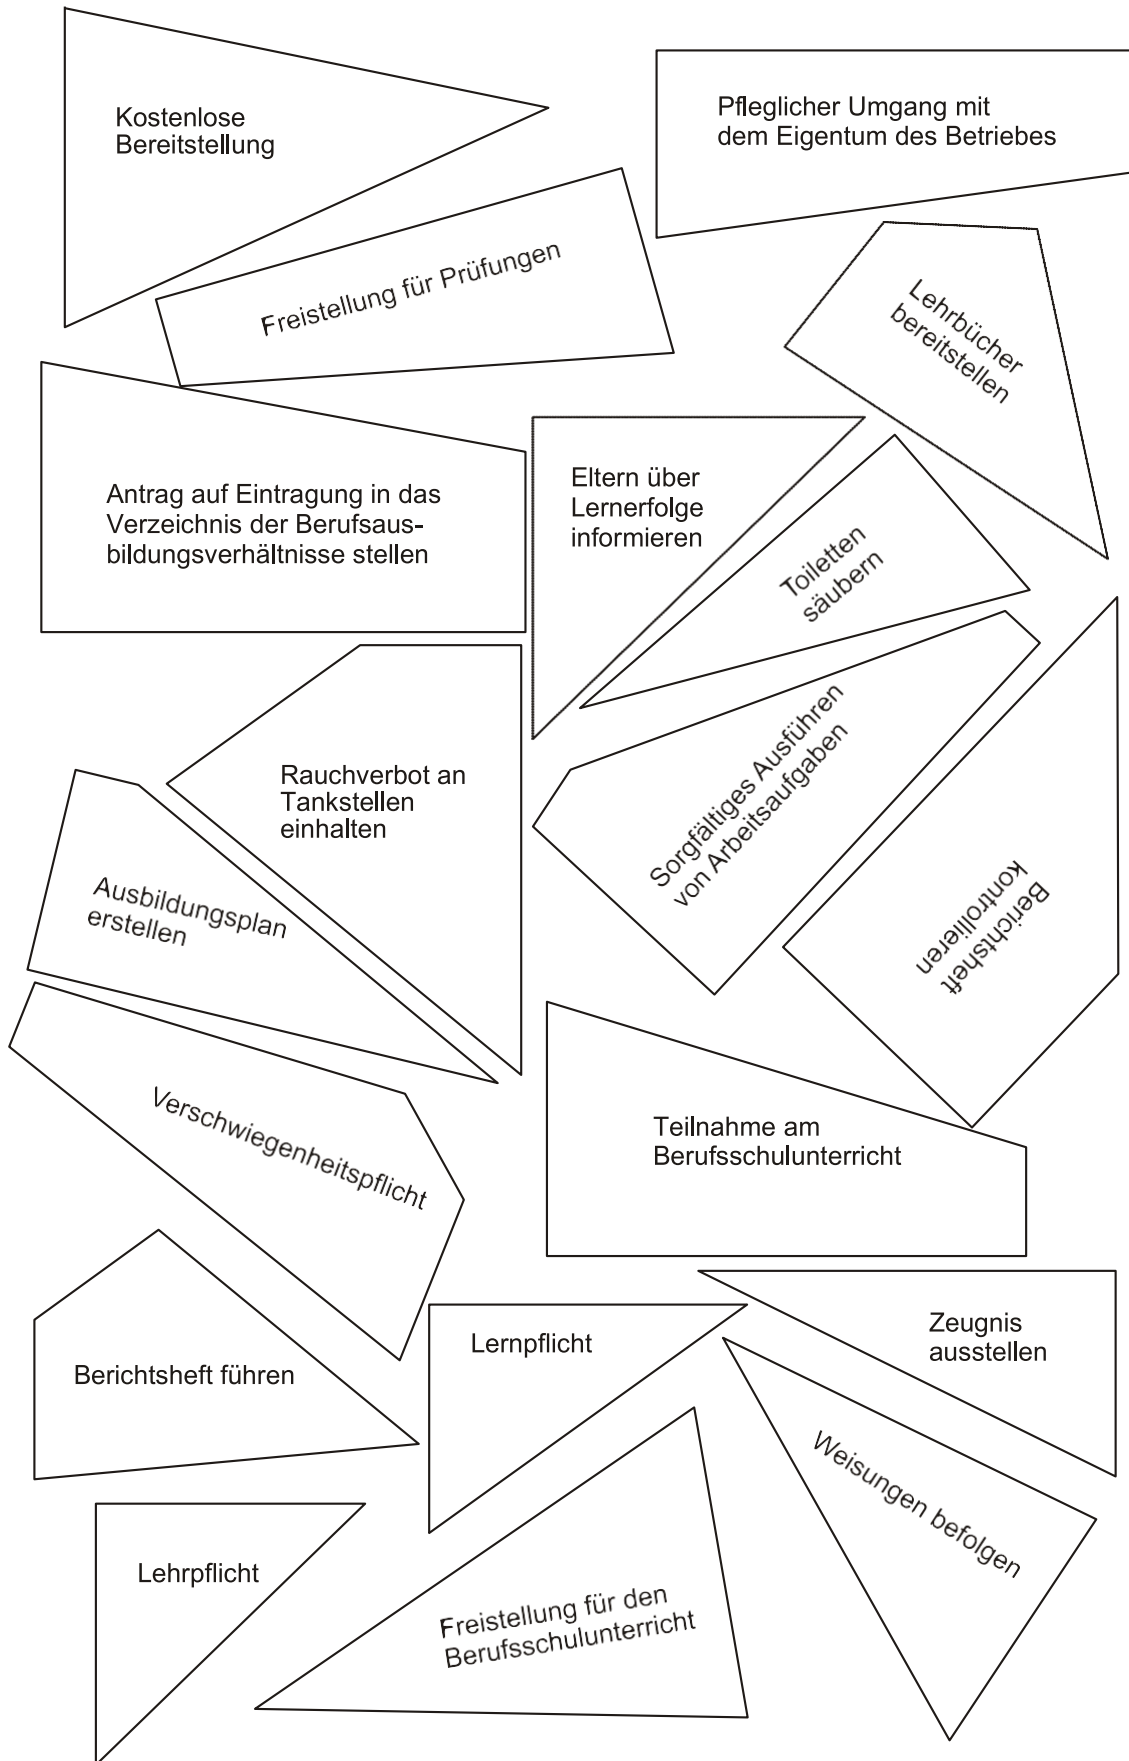 Kostenlose
Bereitstellung
Pfleglicher Umgang mit
dem Eigentum des Betriebes
Freistellung für Prüfungen
Lehrbücher
bereitstellen
Antrag auf Eintragung in das
Verzeichnis der Berufsaus-
bildungsverhältnisse stellen
Eltern über
Lernerfolge
informieren
Toiletten
säubern
Rauchverbot an
Tankstellen
einhalten
Sorgfältiges Ausführen
von Arbeitsaufgaben
Berichtsheft
kontrollieren
Ausbildungsplan
erstellen
Verschwiegenheitspflicht
Teilnahme am
Berufsschulunterricht
Berichtsheft führen
Lernpflicht
Zeugnis
ausstellen
Weisungen befolgen
Lehrpflicht
Freistellung für den
Berufsschulunterricht